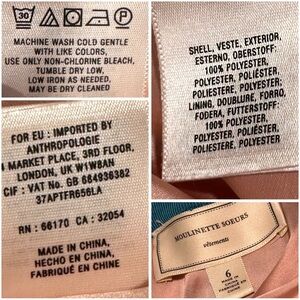 30
P
MACHINE WASH COLD GENTLE
WITH LIKE COLORS,
USE ONLY NON-CHLORINE BLEACH,
TUMBLE DRY LOW,
LOW IRON AS NEEDED,
MAY BE DRY CLEANED
SHELL, VESTE, EXTERIOR,
ESTERNO, OBERSTOFF:
100% POLYESTER,
POLYESTER, POLIÉSTER,
POLIESTERE, POLYESTER
LINING, DOUBLURE, FORRO,
FODERA, FUTTERSTOFF:
100% POLYESTER,
POLYESTER, POLIÉSTER,
POLIESTERE, POLYESTER
FOR EU : IMPORTED BY
ANTHROPOLOGIE
MARKET PLACE, 3RD FLOOR,
LONDON, UK W1W8AN
CIF : VAT No. GB 664936382
37APTFR656LA
RN : 66170 CA : 32054
MADE IN CHINA,
HECHO EN CHINA,
FABRIQUÉ EN CHINE
MOULINETTE SOEURS
vêtements
6
MADE IN
CHINA